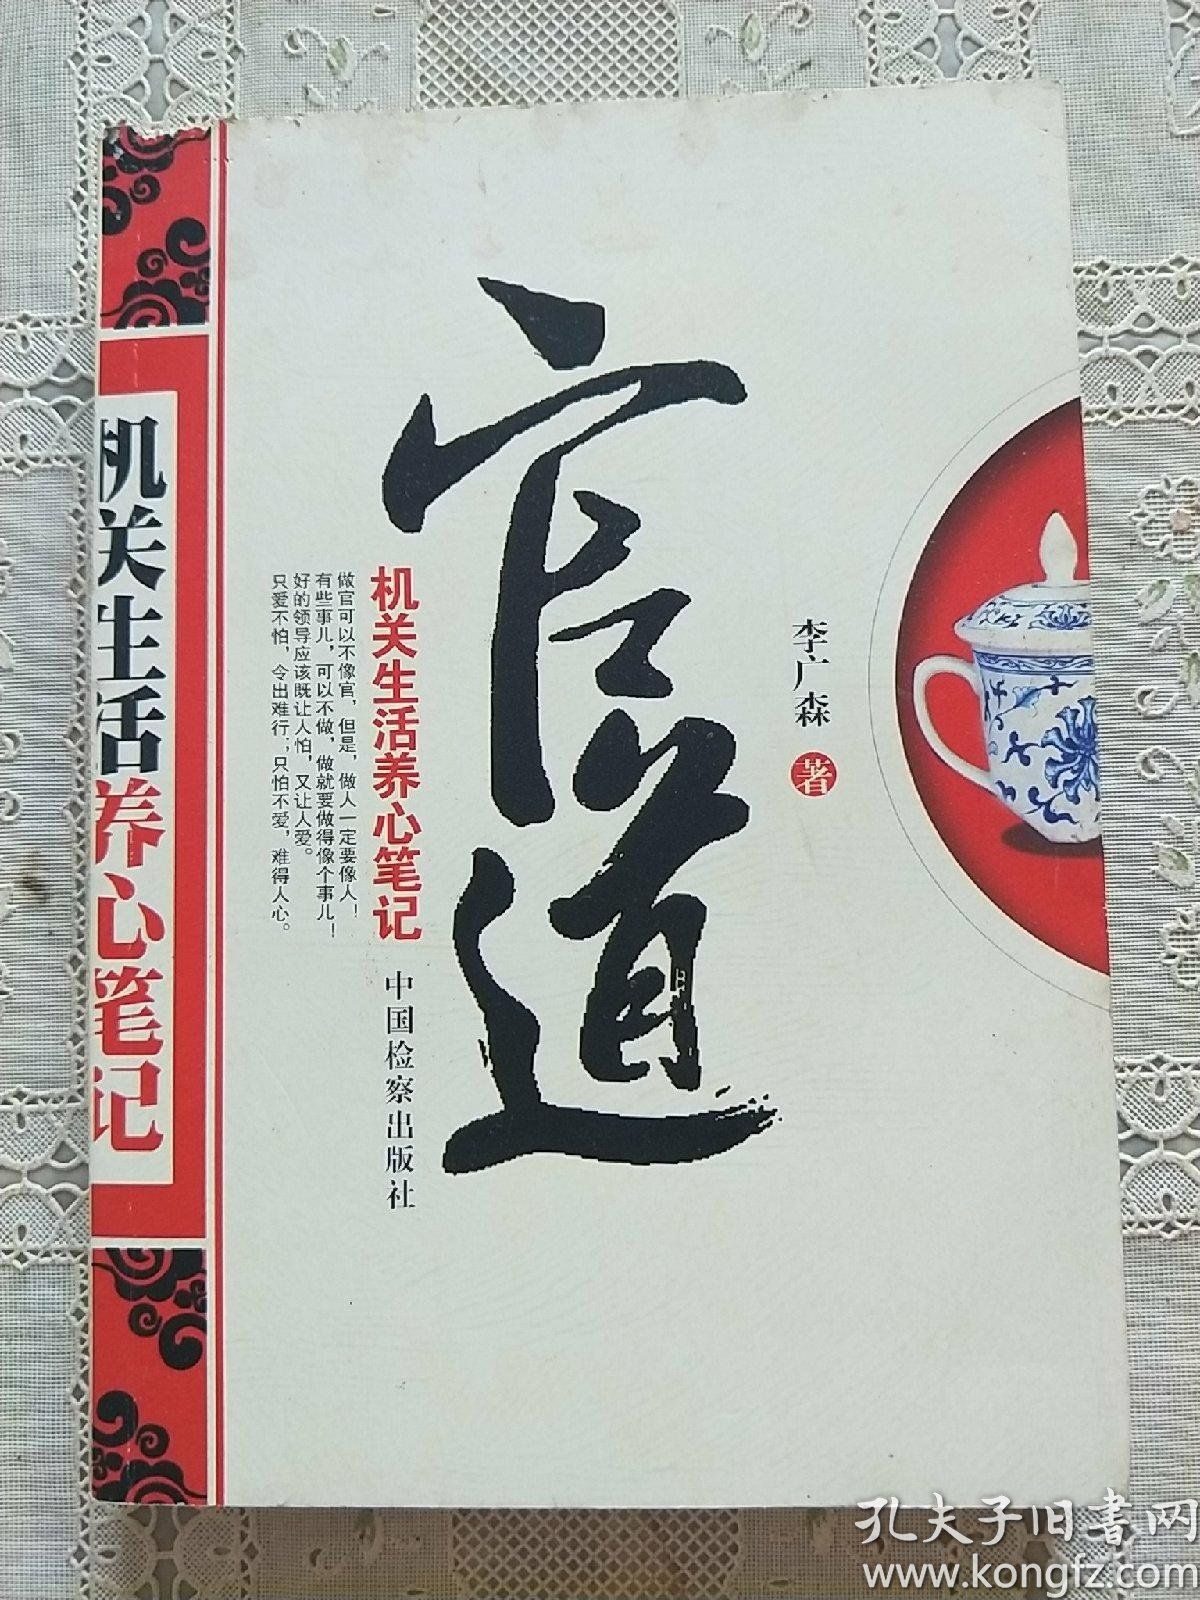 官道
李广森 著
机关生活养心笔记
做官可以不像官，但是，做人一定要像人！
有些事儿，可以不做，做就要做得像个事儿！
好的领导应该既让人怕，又让人爱。
只爱不怕，令出难行；只怕不爱，难得人心。
中国检察出版社
机关生活养心笔记
孔夫子旧书网
www.kongfz.com